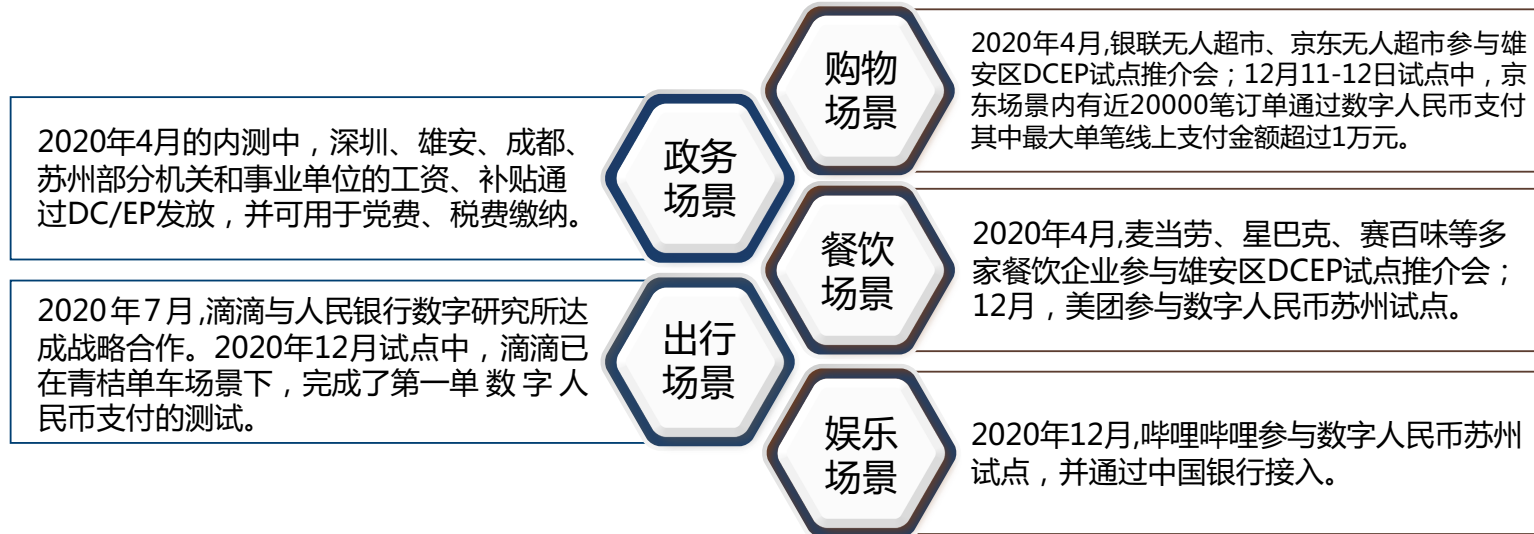 购物
场景
2020年4月,银联无人超市、京东无人超市参与雄
安区DCEP试点推介会；12月11-12日试点中，京
东场景内有近20000笔订单通过数字人民币支付
其中最大单笔线上支付金额超过1万元。
2020年4月的内测中，深圳、雄安、成都、
苏州部分机关和事业单位的工资、补贴通
过DC/EP发放，并可用于党费、税费缴纳。
政务
场景
餐饮
场景
2020年4月,麦当劳、星巴克、赛百味等多
家餐饮企业参与雄安区DCEP试点推介会；
12月，美团参与数字人民币苏州试点。
2020年7月,滴滴与人民银行数字研究所达
成战略合作。2020年12月试点中，滴滴已
在青桔单车场景下，完成了第一单 数 字 人
民币支付的测试。
出行
场景
娱乐
场景
2020年12月,哔哩哔哩参与数字人民币苏州
试点，并通过中国银行接入。